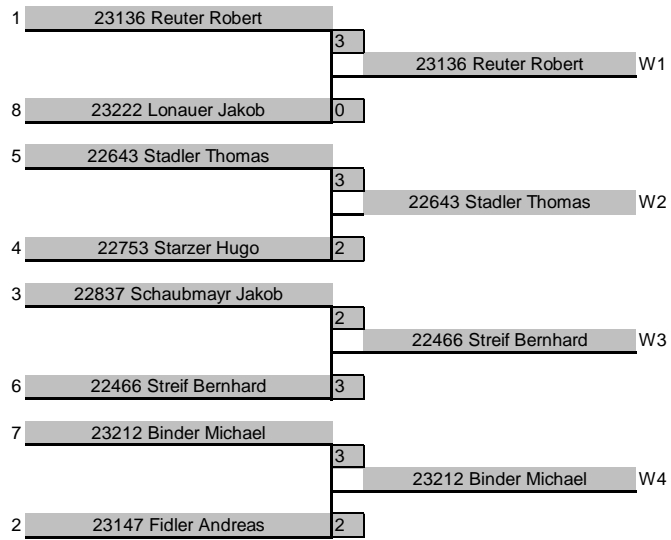 1 23136 Reuter Robert
3
23136 Reuter Robert W1
8 23222 Lonauer Jakob 0
5 22643 Stadler Thomas
3
22643 Stadler Thomas W2
4 22753 Starzer Hugo 2
3 22837 Schaubmayr Jakob
2
22466 Streif Bernhard W3
6 22466 Streif Bernhard 3
7 23212 Binder Michael
3
23212 Binder Michael W4
2 23147 Fidler Andreas 2